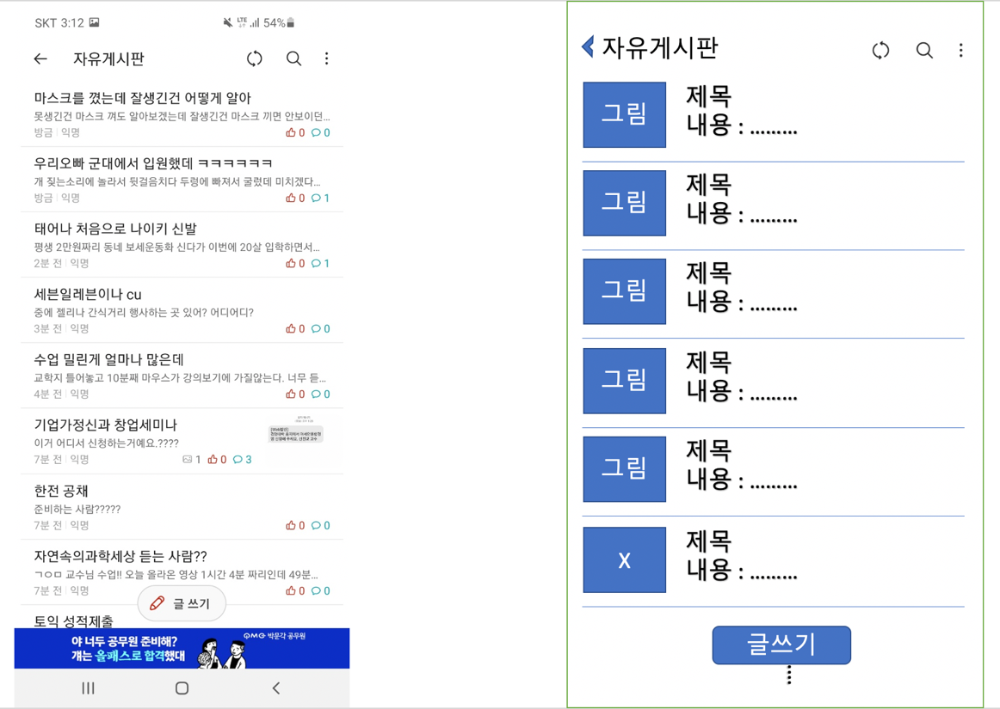 SKT 3:12
LTE 54%
자유게시판
마스크를 꼈는데 잘생긴건 어떻게 알아
못생긴건 마스크 껴도 알아보겠는데 잘생긴건 마스크 끼면 안보이던...
방금 | 익명 0 0
우리오빠 군대에서 입원했데 ㅋㅋㅋㅋㅋㅋ
개 짖는소리에 놀라서 뒷걸음치다 두렁에 빠져서 굴렀데 미치겠다...
방금 | 익명 0 1
태어나 처음으로 나이키 신발
평생 2만원짜리 동네 보세운동화 신다가 이번에 20살 입학하면서...
2분 전 | 익명 0 1
세븐일레븐이나 cu
중에 젤리나 간식거리 행사하는 곳 있어? 어디어디?
3분 전 | 익명 0 0
수업 밀린게 얼마나 많은데
교학지 틀어놓고 10분째 마우스가 강의보기에 가질않는다. 너무 듣...
4분 전 | 익명 0 0
기업가정신과 창업세미나
이거 어디서 신청하는거예요.????
7분 전 | 익명 1 0 3
[Web발신]
한전 공채
준비하는 사람?????
7분 전 | 익명 0 0
자연속의과학세상 듣는 사람??
ㄱㅇㅁ 교수님 수업!! 오늘 올라온 영상 1시간 4분 짜리인데 49분...
7분 전 | 익명 0 0
글 쓰기
토익 성적제출
야 너두 공무원 준비해?
걔는 올패스로 합격했대
PMG 박문각 공무원
자유게시판
그림
제목
내용 : .........
그림
제목
내용 : .........
그림
제목
내용 : .........
그림
제목
내용 : .........
그림
제목
내용 : .........
X
제목
내용 : .........
글쓰기